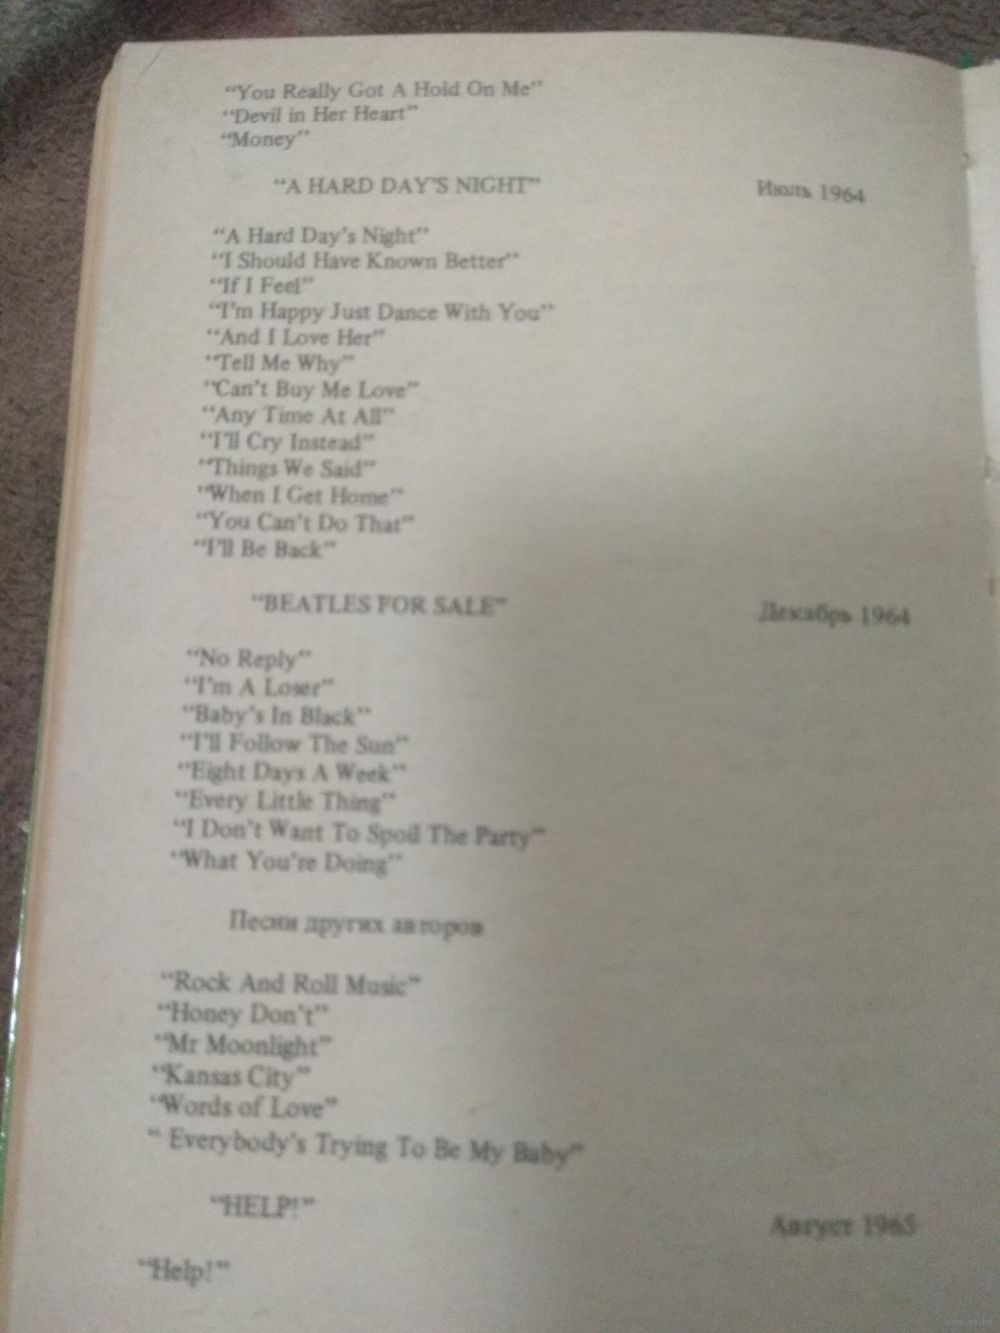 “You Really Got A Hold On Me”
“Devil in Her Heart”
“Money”
“A HARD DAY'S NIGHT” Июль 1964
“A Hard Day's Night”
“I Should Have Known Better”
“If I Feel”
“I'm Happy Just Dance With You”
“And I Love Her”
“Tell Me Why”
“Can't Buy Me Love”
“Any Time At All”
“I'll Cry Instead”
“Things We Said”
“When I Get Home”
“You Can't Do That”
“I'll Be Back”
“BEATLES FOR SALE” Декабрь 1964
“No Reply”
“I'm A Loser”
“Baby's In Black”
“I'll Follow The Sun”
“Eight Days A Week”
“Every Little Thing”
“I Don't Want To Spoil The Party”
“What You're Doing”
Песни других авторов
“Rock And Roll Music”
“Honey Don't”
“Mr Moonlight”
“Kansas City”
“Words of Love”
“ Everybody's Trying To Be My Baby”
“HELP!” Август 1965
“Help!”